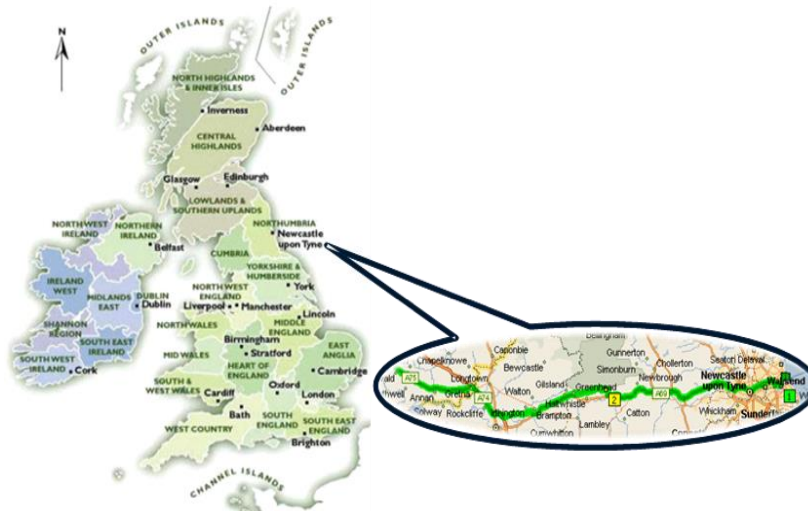 OUTER ISLANDS
OUTER ISLANDS
N
NORTH HIGHLANDS
& INNER ISLES
Inverness
Aberdeen
CENTRAL
HIGHLANDS
Glasgow
Edinburgh
LOWLANDS &
SOUTHERN UPLANDS
NORTHUMBRIA
Newcastle
upon Tyne
NORTH WEST
IRELAND
NORTHERN
IRELAND
Belfast
CUMBRIA
YORKSHIRE &
HUMBERSIDE
York
IRELAND
WEST
MIDLANDS
EAST
DUBLIN
Dublin
NORTH WEST
ENGLAND
Liverpool
Manchester
Lincoln
SHANNON
REGION
SOUTH EAST
IRELAND
NORTH WALES
MIDDLE
ENGLAND
SOUTH WEST
IRELAND
Cork
MID WALES
Birmingham
Stratford
HEART OF
ENGLAND
EAST
ANGLIA
Cambridge
SOUTH &
WEST WALES
Cardiff
Oxford
London
Bath
WEST COUNTRY
SOUTH
ENGLAND
SOUTH EAST
ENGLAND
Brighton
CHANNEL ISLANDS
Chapelknowe
Caponbie
Gunnerton
Chollerton
Longtown
Bewcastle
Simonburn
Newcastle
upon Tyne
A75
Gretna
Walton
Gilsland
Greenhead
Newbrough
Annan
A74
Haltwhistle
2
A69
Rockcliffe
Brampton
Catton
Whickham
Sunder
1
Lambley